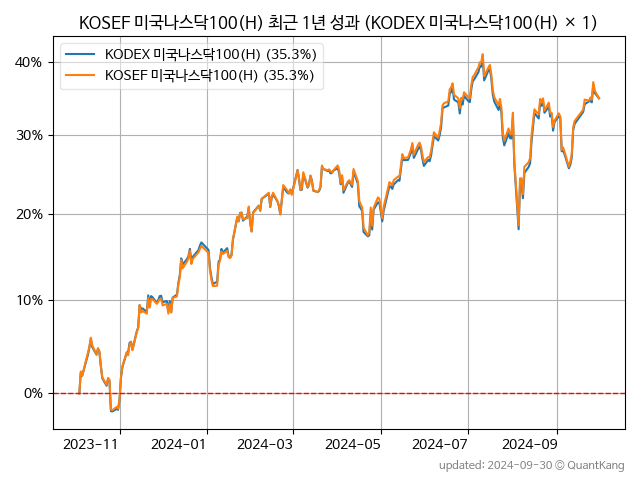 KOSEF 미국나스닥100(H) 최근 1년 성과 (KODEX 미국나스닥100(H) × 1)
KODEX 미국나스닥100(H) (35.3%)
KOSEF 미국나스닥100(H) (35.3%)
40%
30%
20%
10%
0%
2023-11 2024-01 2024-03 2024-05 2024-07 2024-09
updated: 2024-09-30 © QuantKang